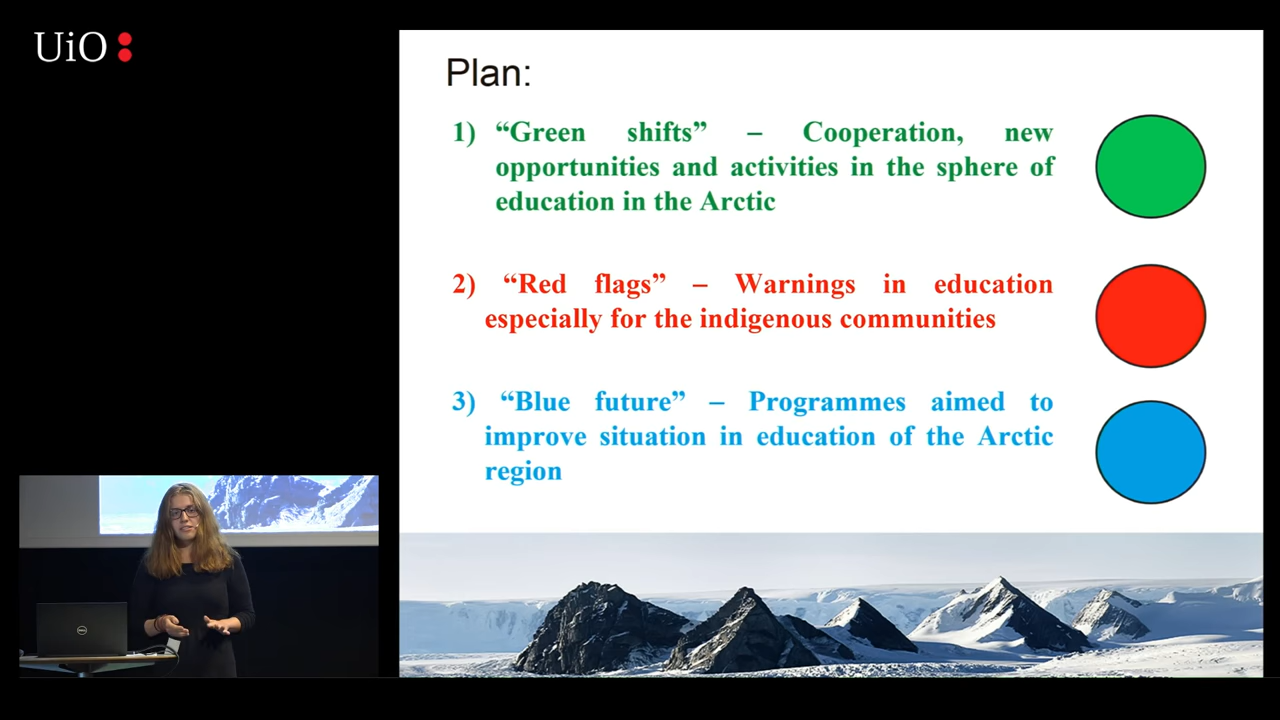 UiO:
Plan:
1) “Green shifts” – Cooperation, new
opportunities and activities in the sphere of
education in the Arctic
2) “Red flags” – Warnings in education
especially for the indigenous communities
3) “Blue future” – Programmes aimed to
improve situation in education of the Arctic
region
DELL